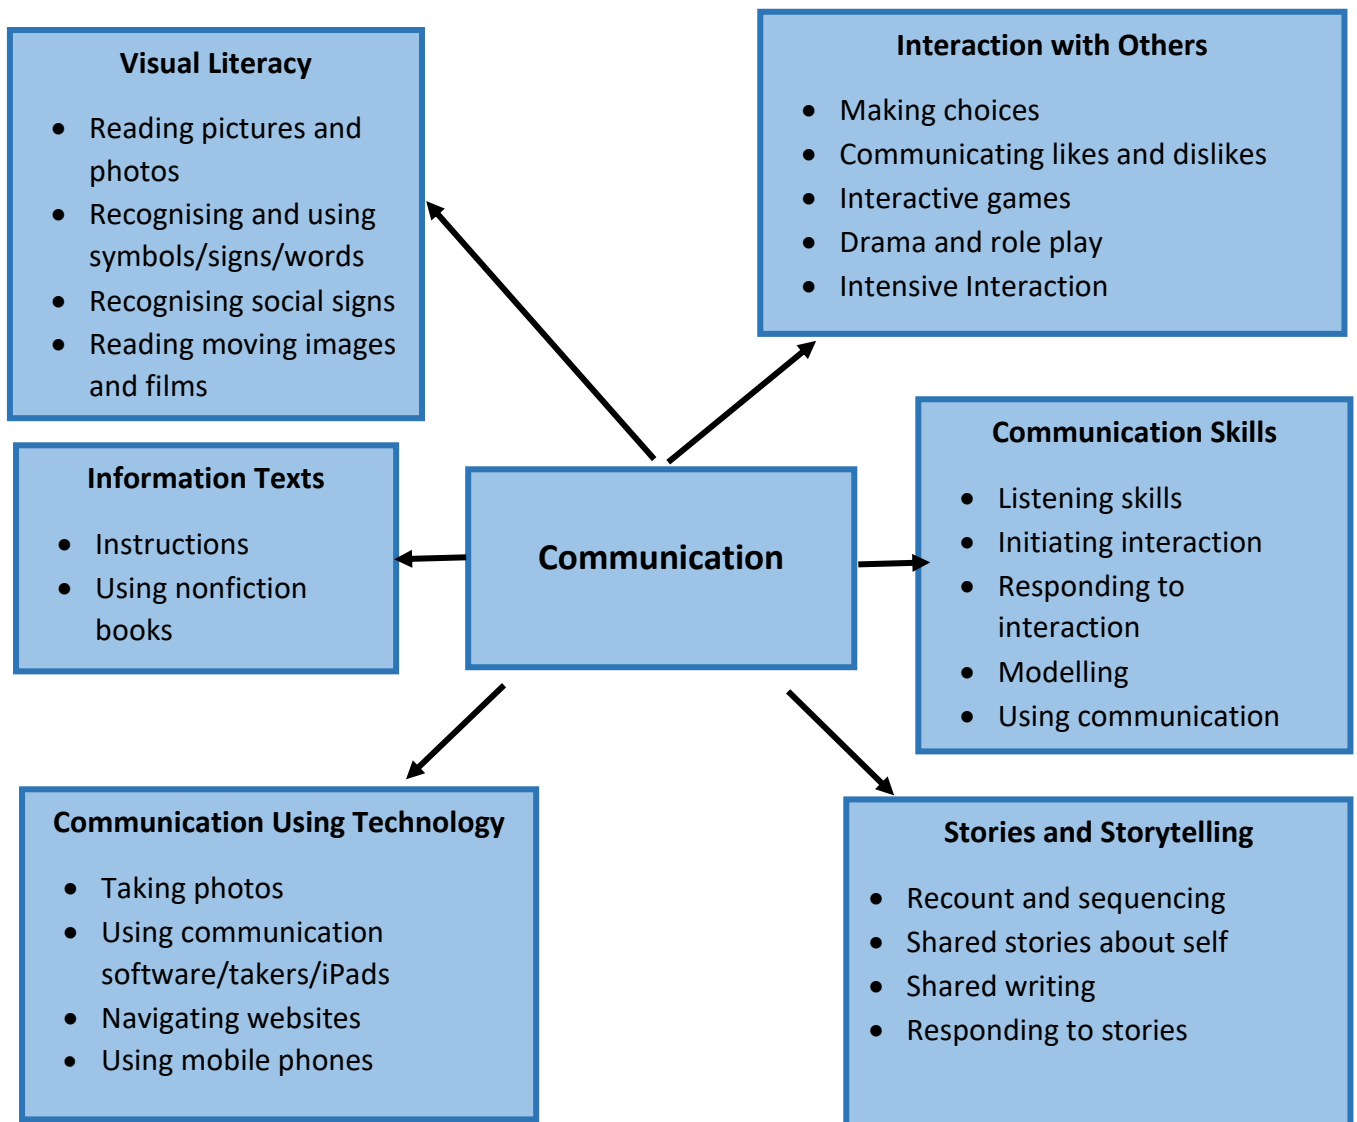 Visual Literacy
• Reading pictures and
photos
• Recognising and using
symbols/signs/words
• Recognising social signs
• Reading moving images
and films
Interaction with Others
• Making choices
• Communicating likes and dislikes
• Interactive games
• Drama and role play
• Intensive Interaction
Information Texts
• Instructions
• Using nonfiction
books
Communication
Communication Skills
• Listening skills
• Initiating interaction
• Responding to
interaction
• Modelling
• Using communication
Communication Using Technology
• Taking photos
• Using communication
software/takers/iPads
• Navigating websites
• Using mobile phones
Stories and Storytelling
• Recount and sequencing
• Shared stories about self
• Shared writing
• Responding to stories